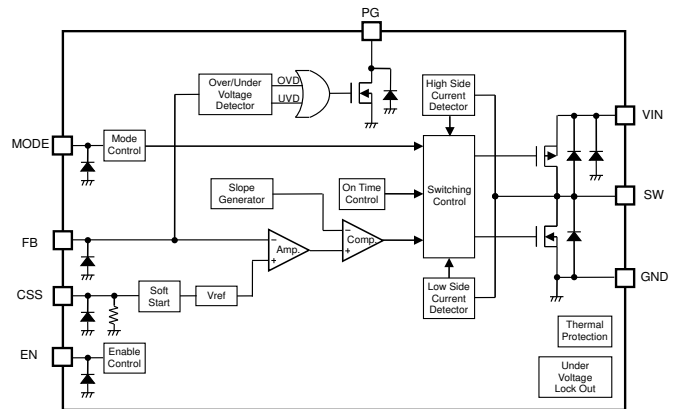 PG
Over/Under
Voltage
Detector
OVD
UVD
High Side
Current
Detector
VIN
MODE
Mode
Control
Slope
Generator
On Time
Control
Switching
Control
SW
FB
−
Amp.
+
−
Comp.
+
CSS
Soft
Start
Vref
Low Side
Current
Detector
GND
EN
Enable
Control
Thermal
Protection
Under
Voltage
Lock Out